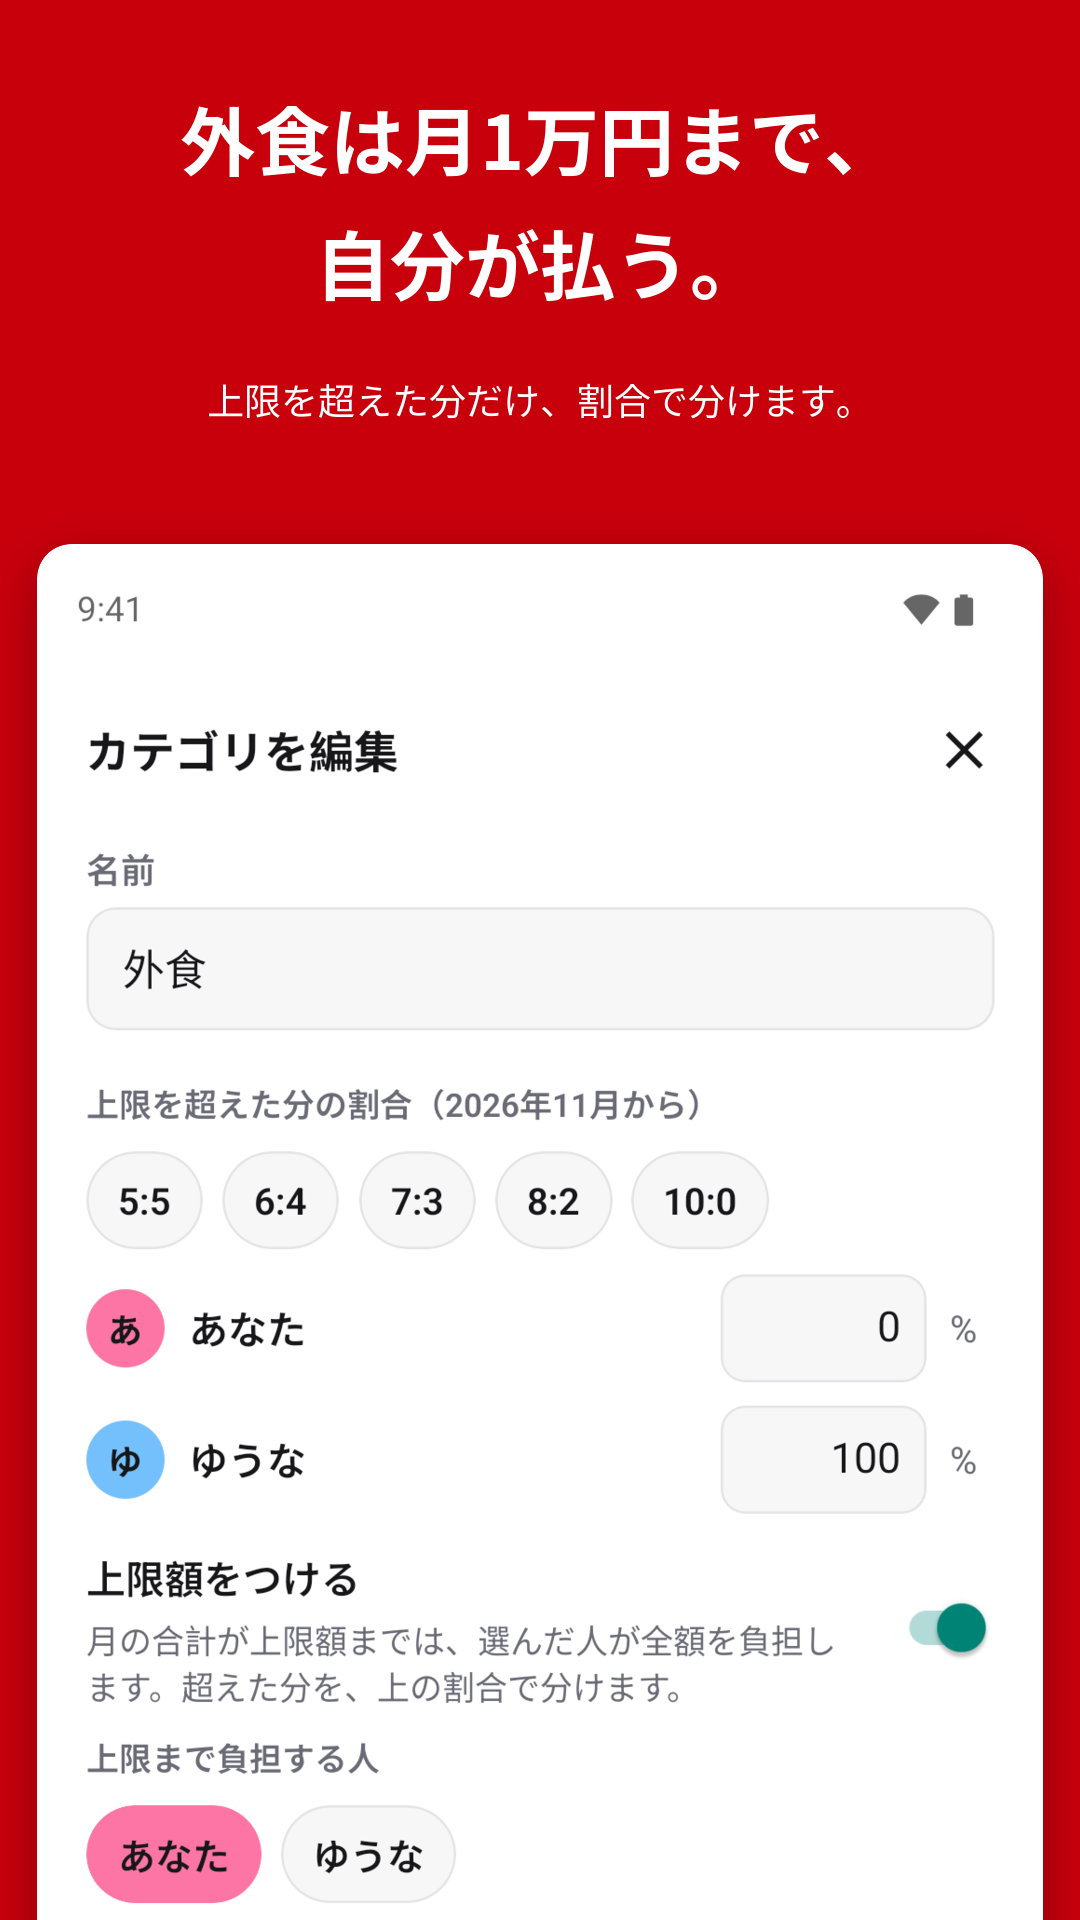 外食は月1万円まで、
自分が払う。
上限を超えた分だけ、割合で分けます。
9:41
カテゴリを編集
名前
外食
上限を超えた分の割合（2026年11月から）
5:5 6:4 7:3 8:2 10:0
あ あなた 0 %
ゆ ゆうな 100 %
上限額をつける
月の合計が上限額までは、選んだ人が全額を負担し
ます。超えた分を、上の割合で分けます。
上限まで負担する人
あなた ゆうな